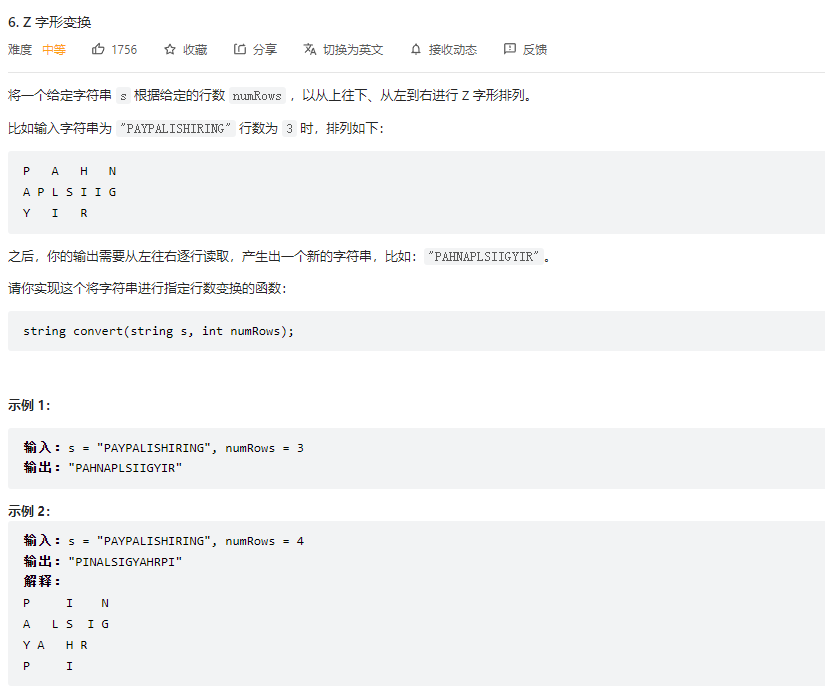 6. Z 字形变换
难度 中等 1756 收藏 分享 切换为英文 接收动态 反馈
将一个给定字符串 s 根据给定的行数 numRows ，以从上往下、从左到右进行 Z 字形排列。
比如输入字符串为 "PAYPALISHIRING" 行数为 3 时，排列如下：
P   A   H   N
A P L S I I G
Y   I   R
之后，你的输出需要从左往右逐行读取，产生出一个新的字符串，比如："PAHNAPLSIIGYIR"。
请你实现这个将字符串进行指定行数变换的函数：
string convert(string s, int numRows);
示例 1：
输入：s = "PAYPALISHIRING", numRows = 3
输出："PAHNAPLSIIGYIR"
示例 2：
输入：s = "PAYPALISHIRING", numRows = 4
输出："PINALSIGYAHRPI"
解释：
P     I    N
A   L S  I G
Y A   H R
P     I